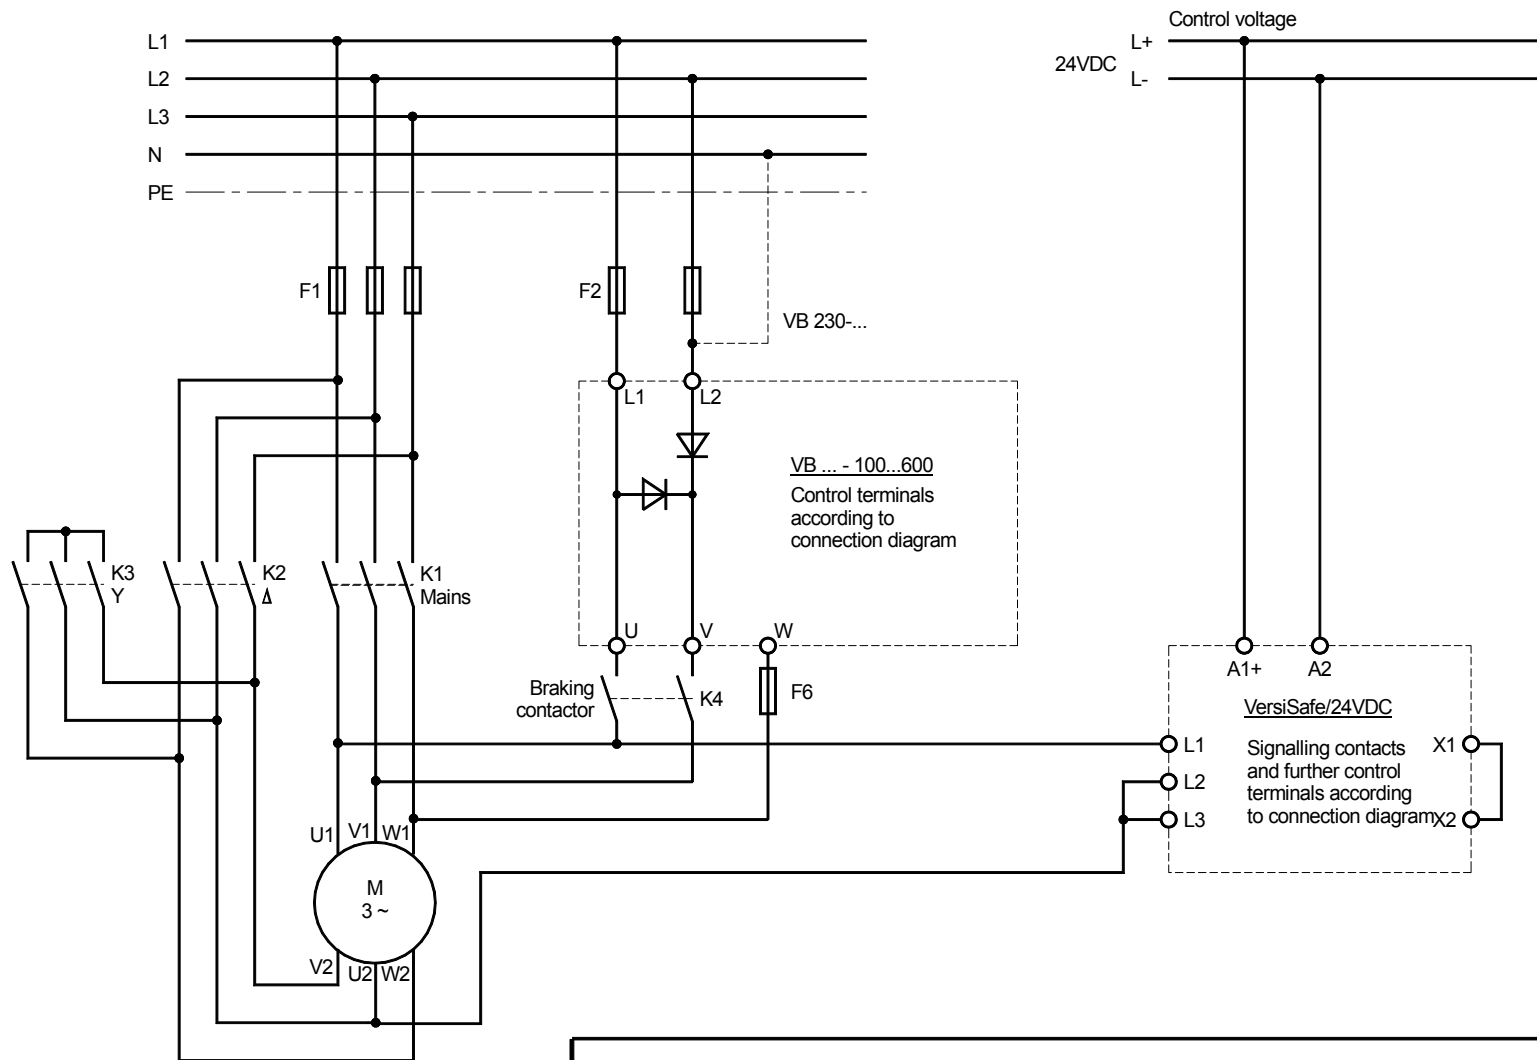 Control voltage
L1
L+
24VDC
L2
L-
L3
N
PE
F1
F2
VB 230-...
L1
L2
VB ... - 100...600
Control terminals
according to
connection diagram
K3
Y
K2
Δ
K1
Mains
U
V
W
Braking
contactor
K4
F6
A1+
A2
VersiSafe/24VDC
L1
L2
L3
Signalling contacts
and further control
terminals according
to connection diagram
X1
X2
U1
V1
W1
M
3 ~
V2
U2
W2